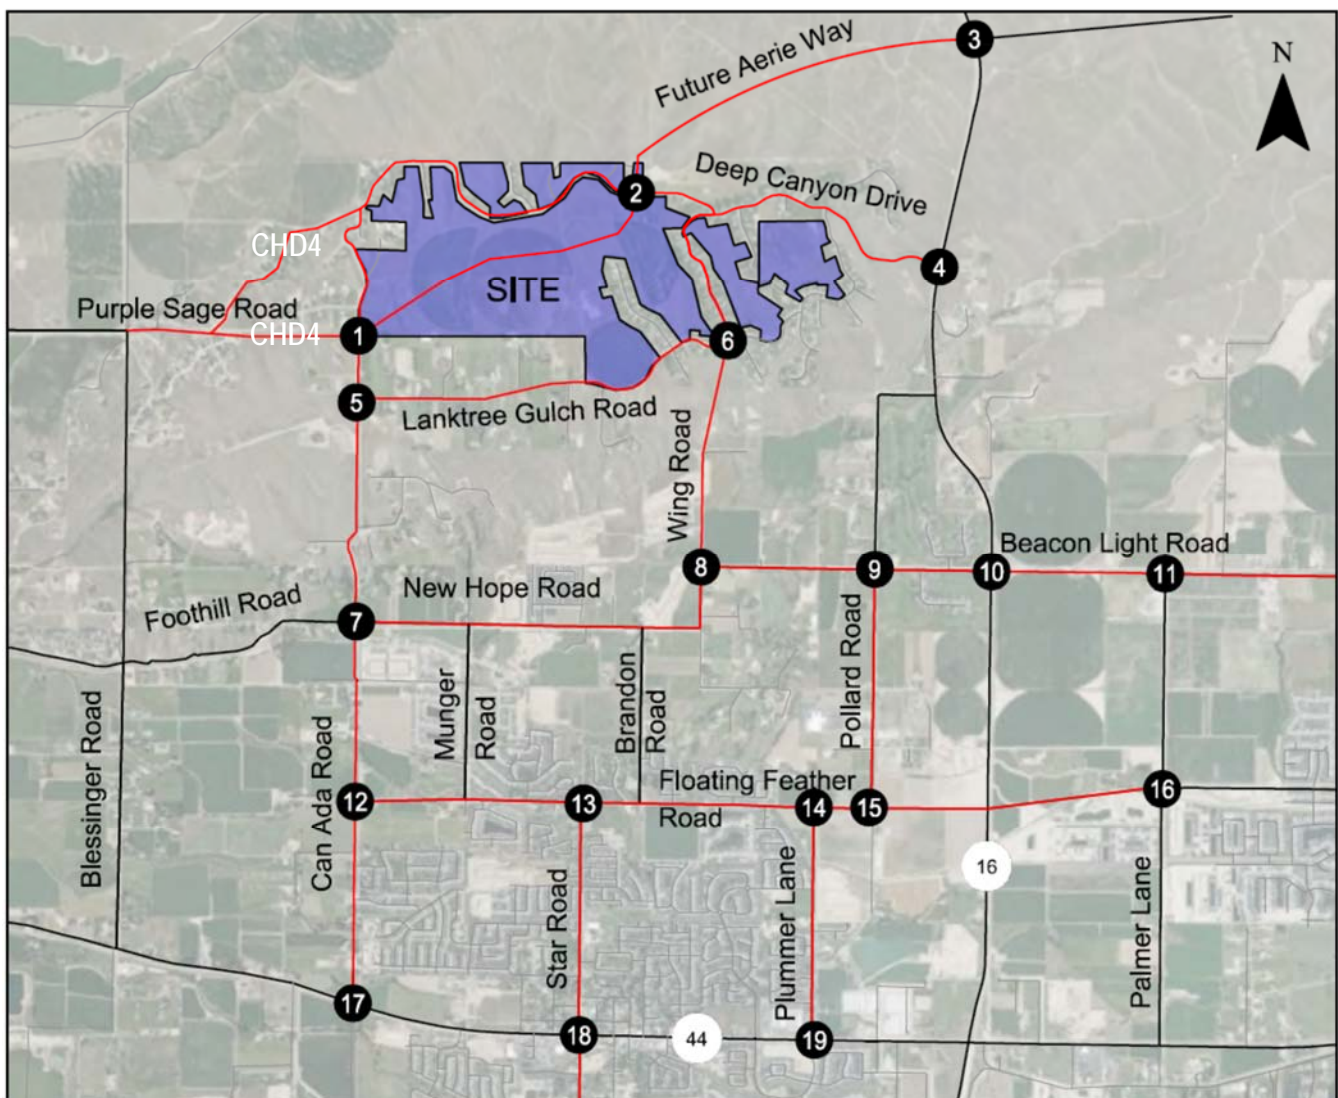 3
Future Aerie Way
N
2
Deep Canyon Drive
CHD4
4
SITE
Purple Sage Road
CHD4
1
6
5
Lanktree Gulch Road
Wing Road
Beacon Light Road
8
9
10
11
New Hope Road
Foothill Road
7
Pollard Road
Munger
Road
Brandon
Road
Blessinger Road
Can Ada Road
Floating Feather
Road
12
13
14
15
16
16
Star Road
Plummer Lane
Palmer Lane
17
18
44
19